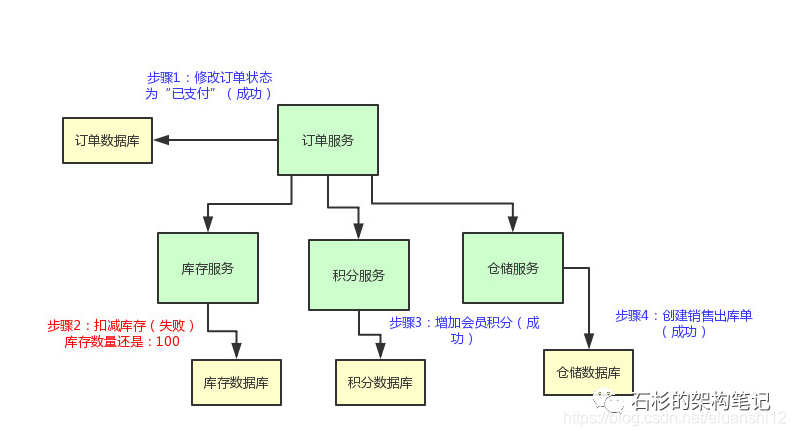 步骤1：修改订单状态
为“已支付”（成功）
订单数据库
订单服务
库存服务
积分服务
仓储服务
步骤2：扣减库存（失败）
库存数量还是：100
步骤3：增加会员积分（成
功）
步骤4：创建销售出库单
（成功）
库存数据库
积分数据库
仓储数据库
石杉的架构笔记
https://blog.csdn.net/eluanshi12